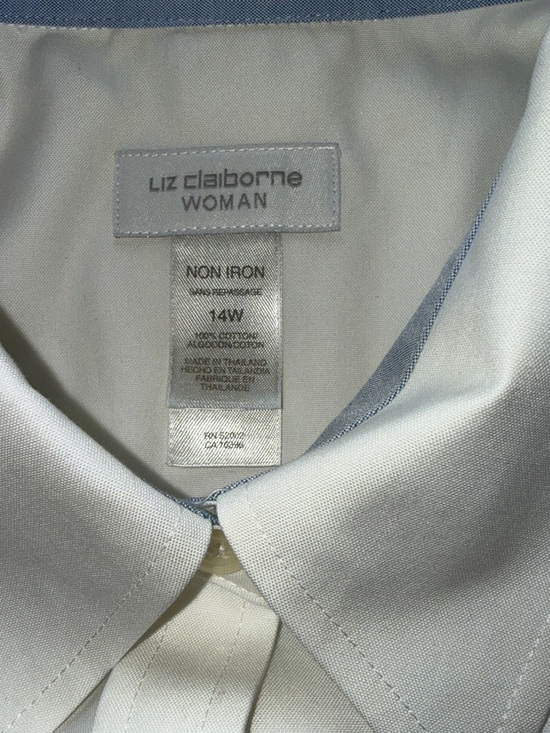 Liz claiborne
WOMAN
NON IRON
SANS REPASSAGE
14W
100% COTTON/
ALGODON/COTON
MADE IN THAILAND
HECHO EN TAILANDIA
FABRIQUE EN
THAILANDE
RN 52002
CA 10396